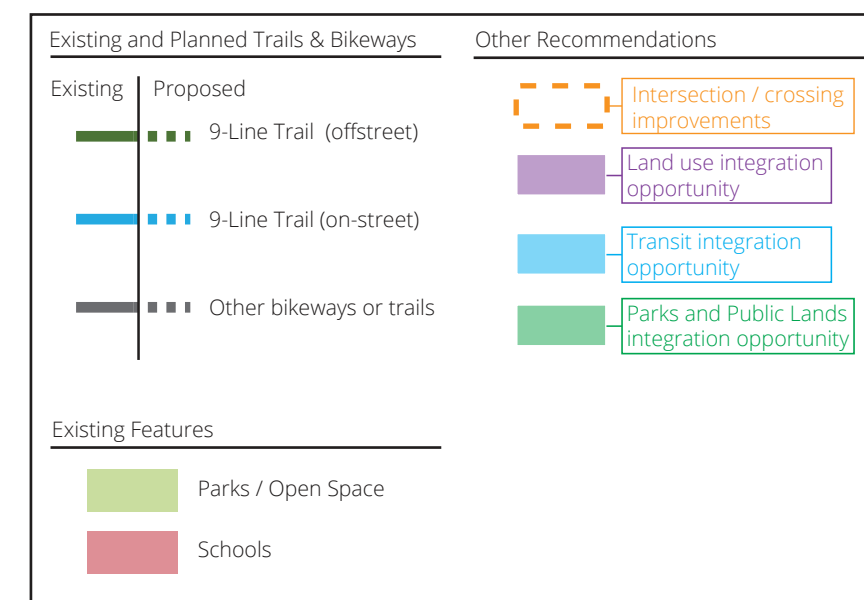 Existing and Planned Trails & Bikeways
Existing
Proposed
9-Line Trail (offstreet)
9-Line Trail (on-street)
Other bikeways or trails
Existing Features
Parks / Open Space
Schools
Other Recommendations
Intersection / crossing
improvements
Land use integration
opportunity
Transit integration
opportunity
Parks and Public Lands
integration opportunity